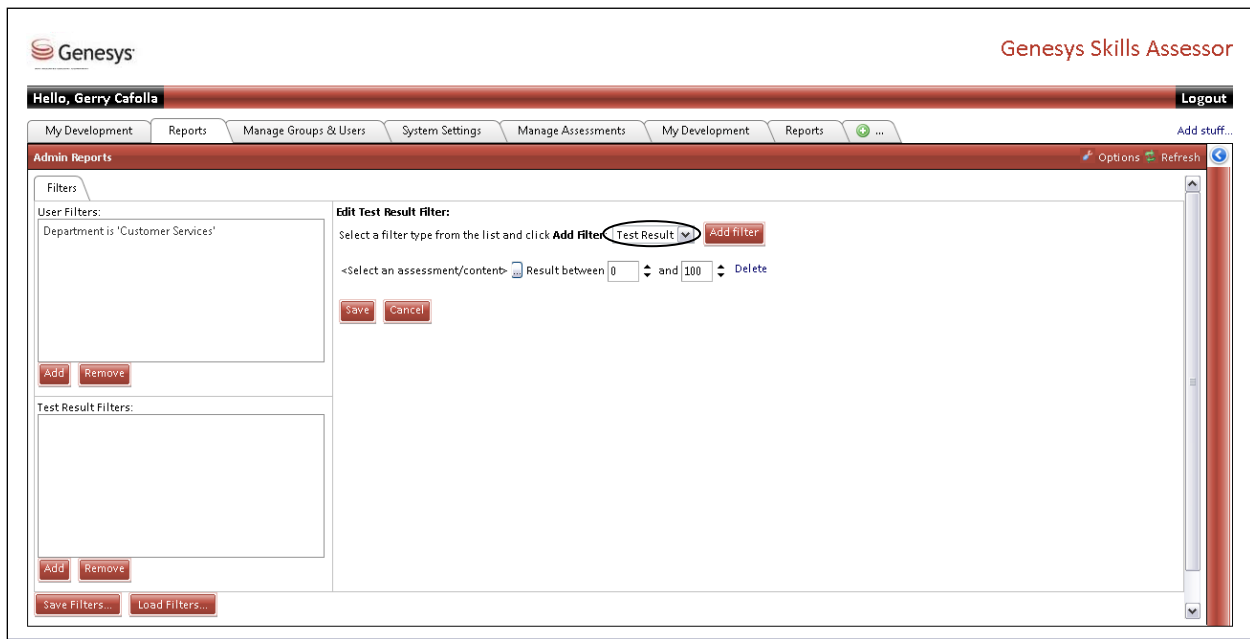 Genesys
Genesys Skills Assessor
Hello, Gerry Cafolla
Logout
My Development Reports Manage Groups & Users System Settings Manage Assessments My Development Reports ...
Add stuff...
Admin Reports
Options Refresh
Filters
User Filters:
Department is 'Customer Services'
Add Remove
Test Result Filters:
Add Remove
Save Filters... Load Filters...
Edit Test Result Filter:
Select a filter type from the list and click Add Filter Test Result Add filter
<Select an assessment/content> ... Result between 0 and 100 Delete
Save Cancel